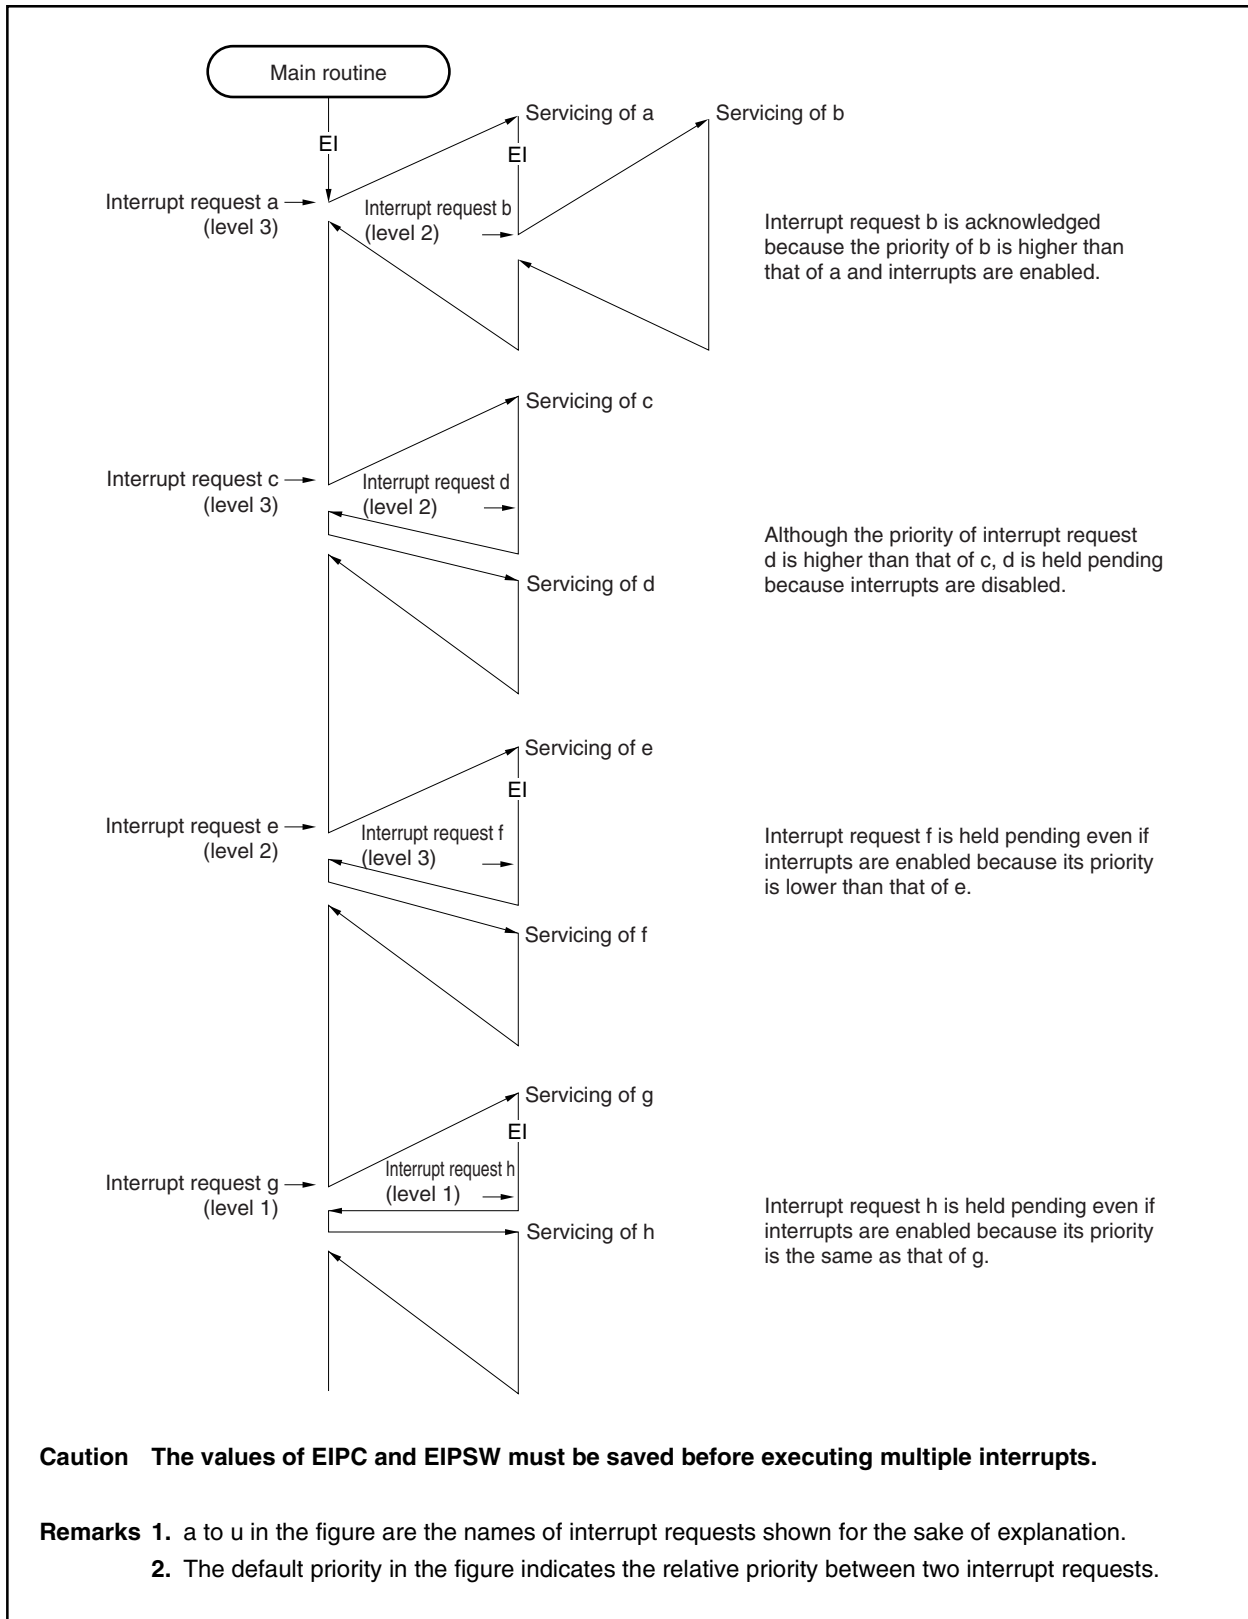 Main routine
EI
Servicing of a
Servicing of b
EI
Interrupt request a
(level 3)
Interrupt request b
(level 2)
Interrupt request b is acknowledged
because the priority of b is higher than
that of a and interrupts are enabled.
Servicing of c
Interrupt request c
(level 3)
Interrupt request d
(level 2)
Although the priority of interrupt request
d is higher than that of c, d is held pending
because interrupts are disabled.
Servicing of d
Servicing of e
EI
Interrupt request e
(level 2)
Interrupt request f
(level 3)
Interrupt request f is held pending even if
interrupts are enabled because its priority
is lower than that of e.
Servicing of f
Servicing of g
EI
Interrupt request g
(level 1)
Interrupt request h
(level 1)
Interrupt request h is held pending even if
interrupts are enabled because its priority
is the same as that of g.
Servicing of h
Caution The values of EIPC and EIPSW must be saved before executing multiple interrupts.
Remarks 1. a to u in the figure are the names of interrupt requests shown for the sake of explanation.
2. The default priority in the figure indicates the relative priority between two interrupt requests.